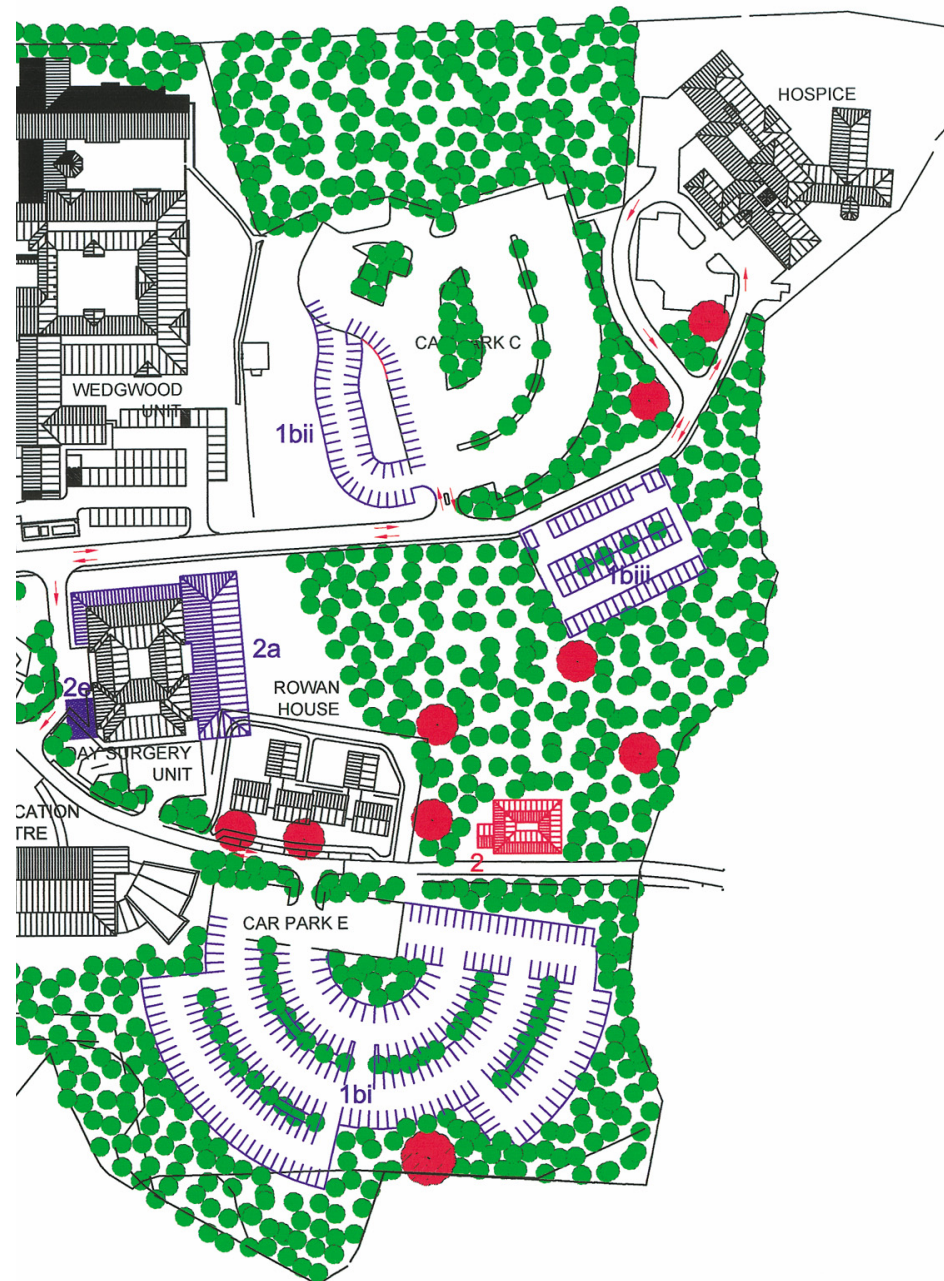 HOSPICE
CAR PARK C
WEDGWOOD
UNIT
1bii
1biii
2a
ROWAN
HOUSE
2e
DAY SURGERY
UNIT
CATION
TRE
2
CAR PARK E
1bi